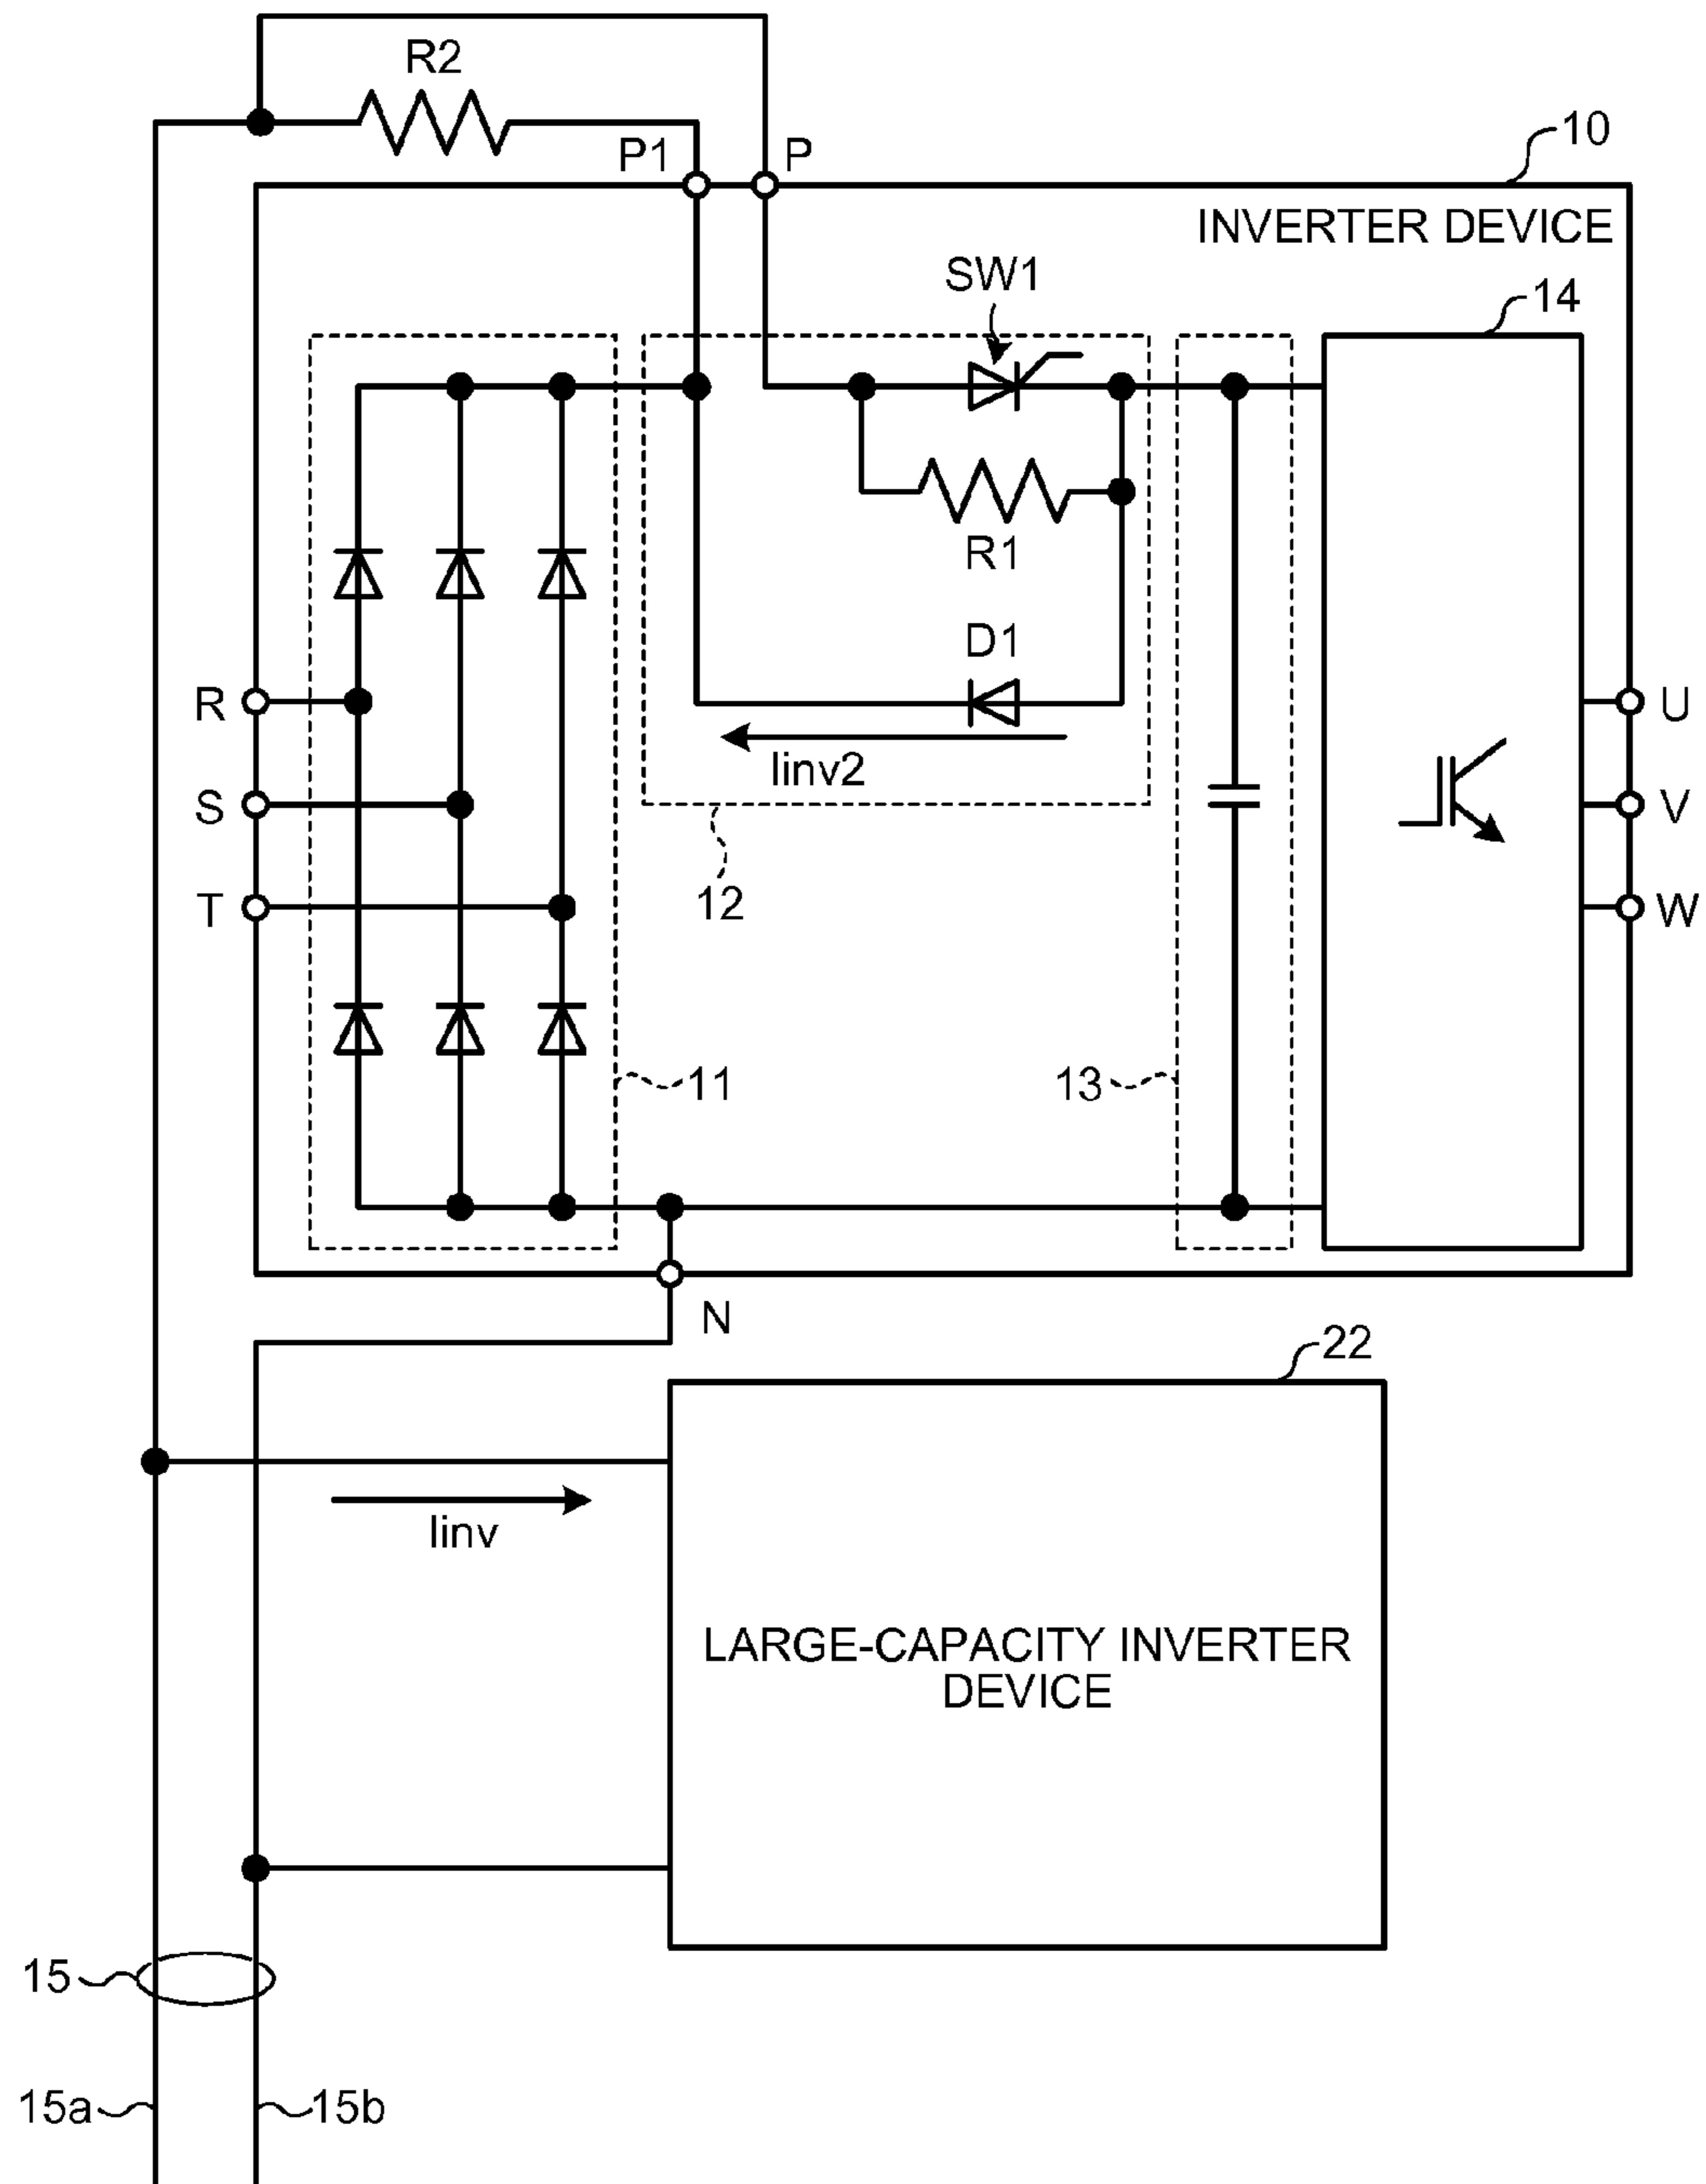 R2
P1
P
10
INVERTER DEVICE
SW1
14
R1
D1
R
U
Iinv2
S
V
T
12
W
11
13
N
22
Iinv
LARGE-CAPACITY INVERTER
DEVICE
15
15a
15b